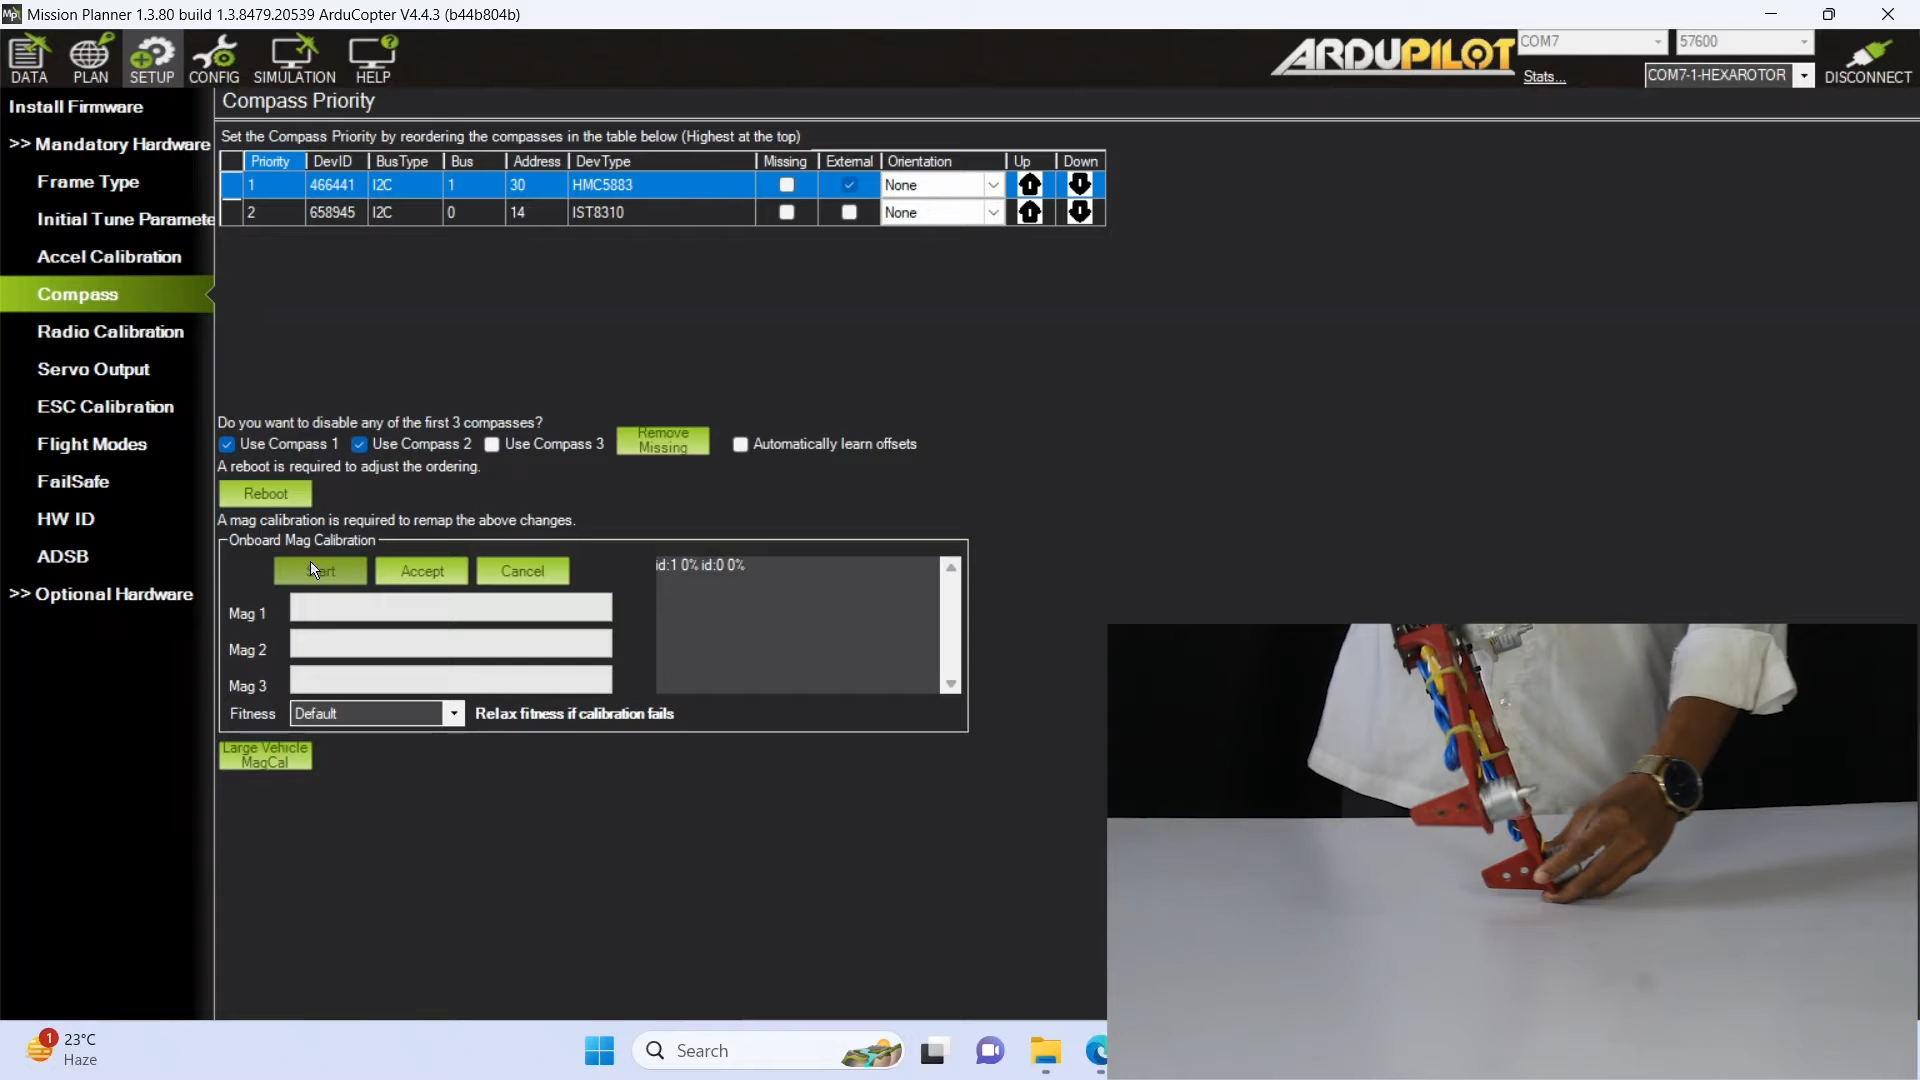 Mission Planner 1.3.80 build 1.3.8479.20539 ArduCopter V4.4.3 (b44b804b)
DATA PLAN SETUP CONFIG SIMULATION HELP
ARDUPILOT
COM7 57600
Stats... COM7-1-HEXAROTOR DISCONNECT
Install Firmware
>> Mandatory Hardware
Frame Type
Initial Tune Paramete
Accel Calibration
Compass
Radio Calibration
Servo Output
ESC Calibration
Flight Modes
FailSafe
HW ID
ADSB
>> Optional Hardware
Compass Priority
Set the Compass Priority by reordering the compasses in the table below (Highest at the top)
Priority DevID BusType Bus Address DevType Missing External Orientation Up Down
1 466441 I2C 1 30 HMC5883 None
2 658945 I2C 0 14 IST8310 None
Do you want to disable any of the first 3 compasses?
Use Compass 1 Use Compass 2 Use Compass 3 Remove Missing Automatically learn offsets
A reboot is required to adjust the ordering.
Reboot
A mag calibration is required to remap the above changes.
Onboard Mag Calibration
Start Accept Cancel
id:1 0% id:0 0%
Mag 1
Mag 2
Mag 3
Fitness Default Relax fitness if calibration fails
Large Vehicle
MagCal
1 23°C
Haze
Search